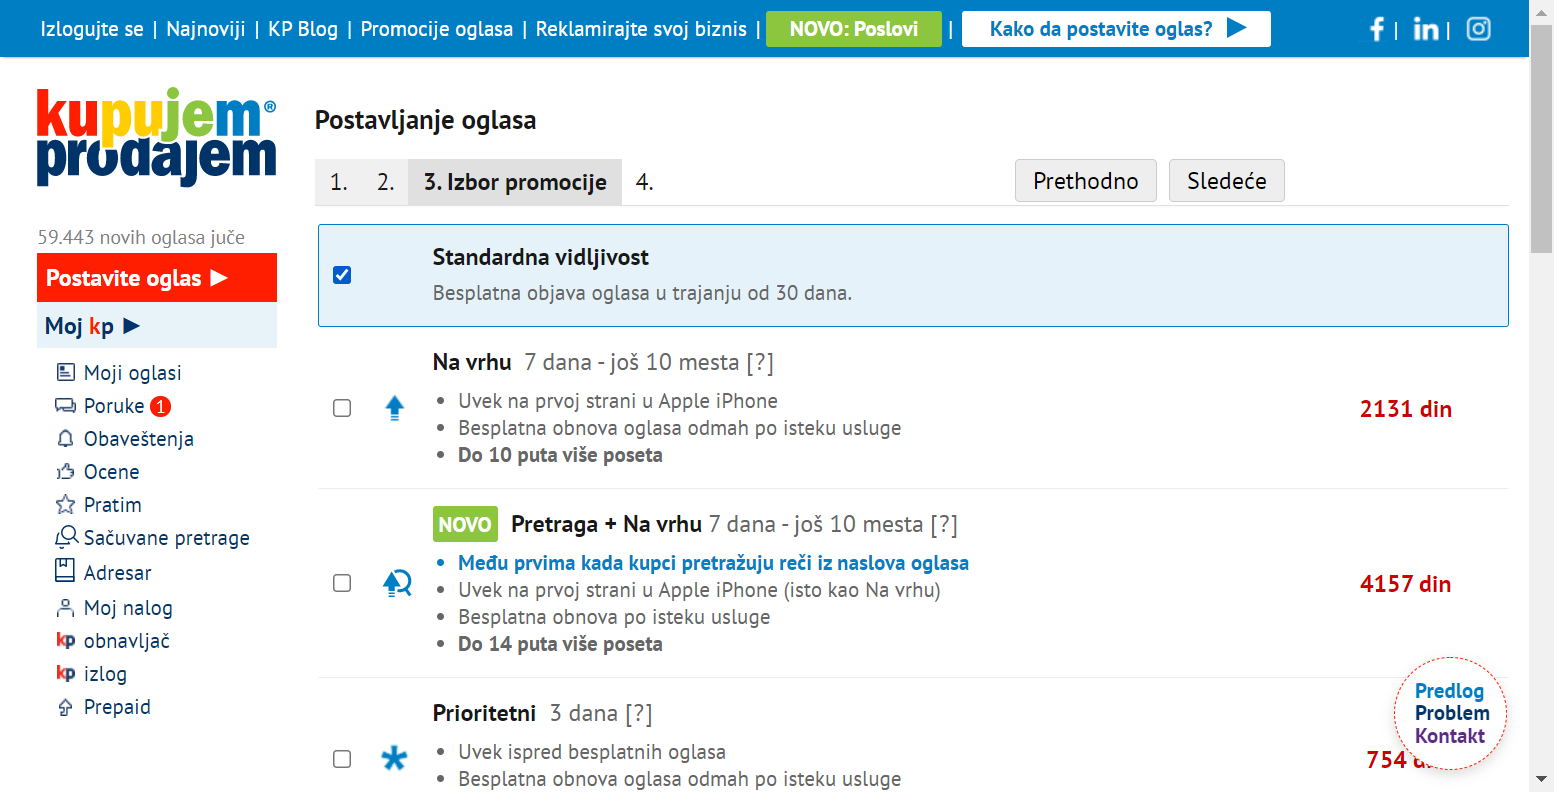 Izlogujte se | Najnoviji | KP Blog | Promocije oglasa | Reklamirajte svoj biznis | NOVO: Poslovi | Kako da postavite oglas?
kupujem®
prodajem
Postavljanje oglasa
1. 2. 3. Izbor promocije 4. Prethodno Sledeće
59.443 novih oglasa juče
Postavite oglas
Moj kp
Moji oglasi
Poruke 1
Obaveštenja
Ocene
Pratim
Sačuvane pretrage
Adresar
Moj nalog
kp obnavljač
kp izlog
Prepaid
Standardna vidljivost
Besplatna objava oglasa u trajanju od 30 dana.
Na vrhu 7 dana - još 10 mesta [?]
• Uvek na prvoj strani u Apple iPhone
• Besplatna obnova oglasa odmah po isteku usluge
• Do 10 puta više poseta
2131 din
NOVO Pretraga + Na vrhu 7 dana - još 10 mesta [?]
• Među prvima kada kupci pretražuju reči iz naslova oglasa
• Uvek na prvoj strani u Apple iPhone (isto kao Na vrhu)
• Besplatna obnova po isteku usluge
• Do 14 puta više poseta
4157 din
Prioritetni 3 dana [?]
• Uvek ispred besplatnih oglasa
• Besplatna obnova oglasa odmah po isteku usluge
754
Predlog
Problem
Kontakt